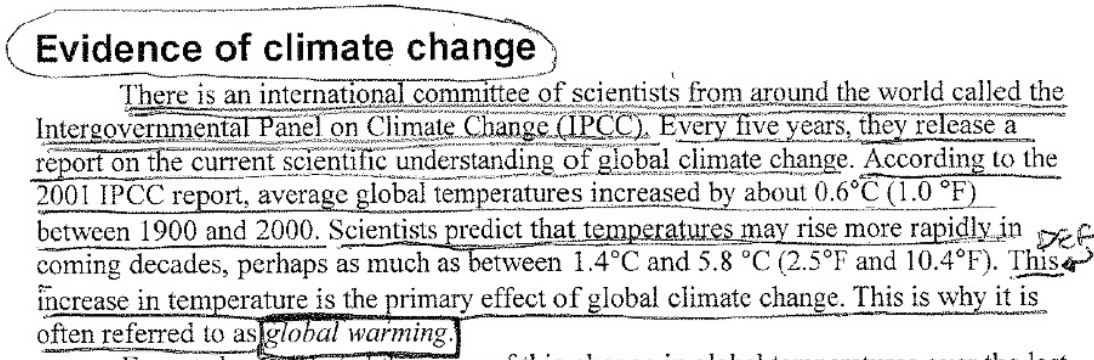 Evidence of climate change
There is an international committee of scientists from around the world called the
Intergovernmental Panel on Climate Change (IPCC). Every five years, they release a
report on the current scientific understanding of global climate change. According to the
2001 IPCC report, average global temperatures increased by about 0.6°C (1.0 °F)
between 1900 and 2000. Scientists predict that temperatures may rise more rapidly in
DEF
coming decades, perhaps as much as between 1.4°C and 5.8 °C (2.5°F and 10.4°F). This
increase in temperature is the primary effect of global climate change. This is why it is
often referred to as global warming.